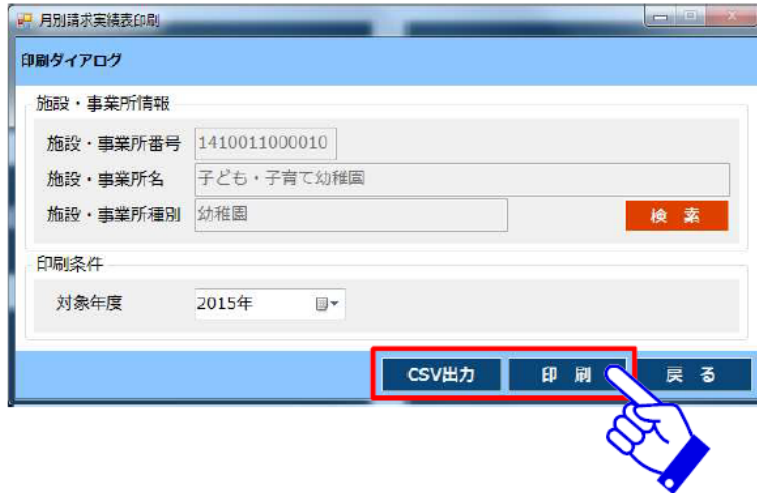 月別請求実績表印刷
印刷ダイアログ
施設・事業所情報
施設・事業所番号 1410011000010
施設・事業所名 子ども・子育て幼稚園
施設・事業所種別 幼稚園
検 索
印刷条件
対象年度 2015年
CSV出力 印 刷 戻 る